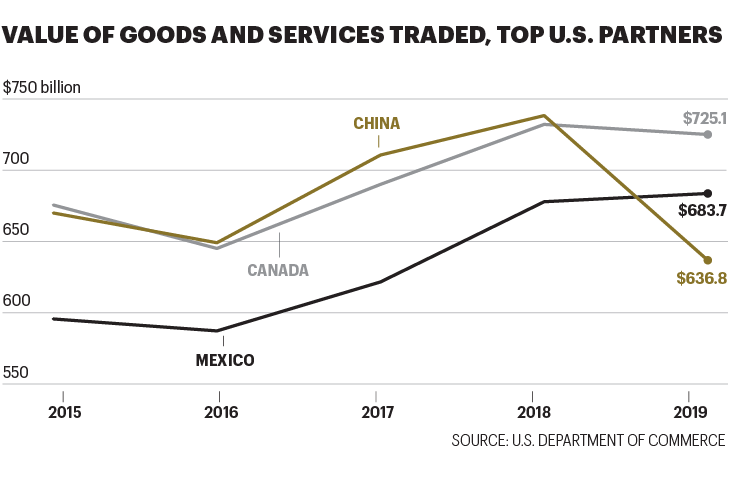 VALUE OF GOODS AND SERVICES TRADED, TOP U.S. PARTNERS
$750 billion
CHINA
$725.1
700
$683.7
650
CANADA
$636.8
600
MEXICO
550
2015
2016
2017
2018
2019
SOURCE: U.S. DEPARTMENT OF COMMERCE